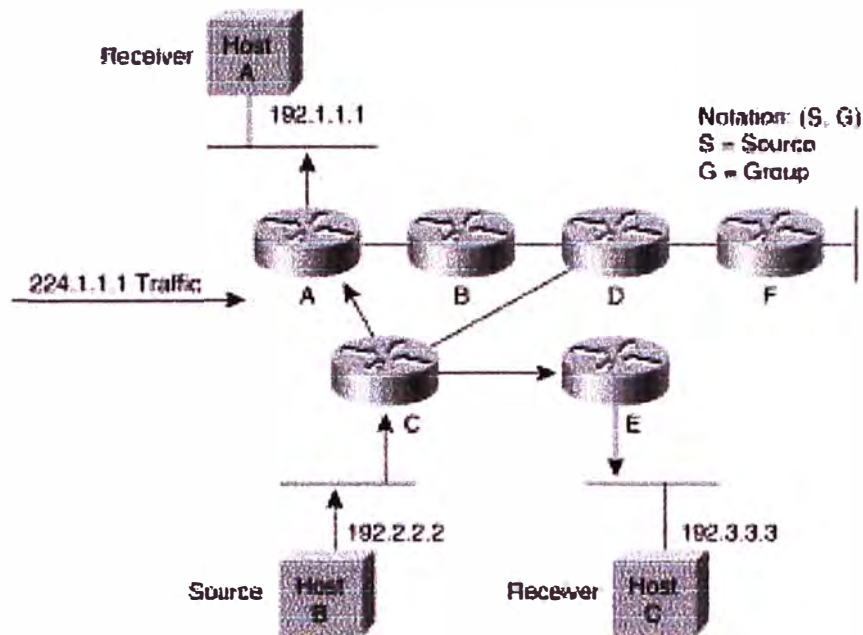 Receiver
Host
A
192.1.1.1
Notation: (S, G)
S = Source
G = Group
224.1.1.1 Traffic
A
B
D
F
C
E
192.2.2.2
192.3.3.3
Source
Host
B
Receiver
Host
C